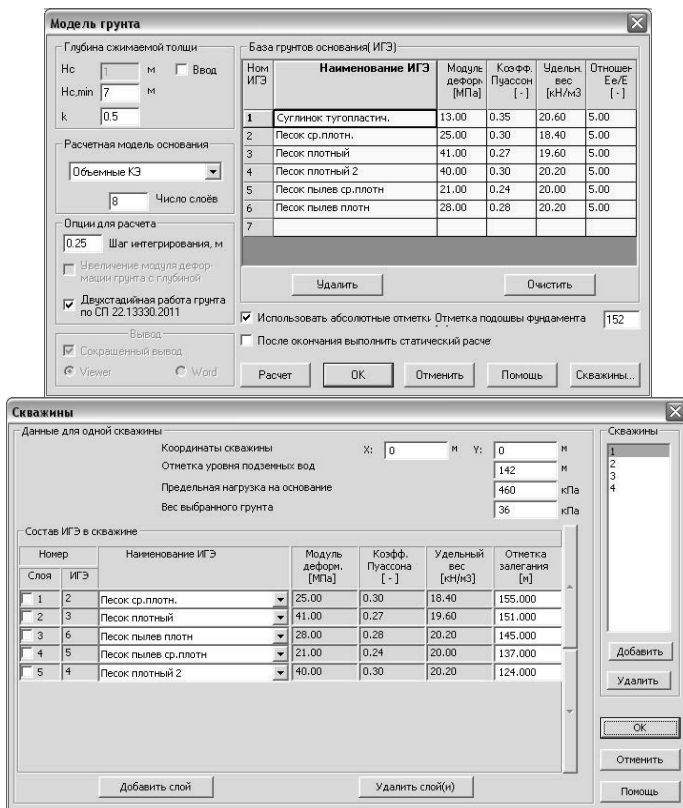 Модель грунта
Глубина сжимаемой толщи
Hc 1 м Ввод
Hc,min 7 м
k 0.5
Расчетная модель основания
Объемные КЭ
8 Число слоёв
Опции для расчета
0.25 Шаг интегрирования, м
Увеличение модуля дефор-
мации грунта с глубиной
Двухстадийная работа грунта
по СП 22.13330.2011
Вывод
Сокращенный вывод
Viewer Word
База грунтов основания( ИГЭ)
Ном ИГЭ Наименование ИГЭ Модуль деформ [МПа] Коэфф. Пуассон [ - ] Удельн. вес [кН/м3 Отношен Ee/E [ - ]
1 Суглинок тугопластич. 13.00 0.35 20.60 5.00
2 Песок ср.плотн. 25.00 0.30 18.40 5.00
3 Песок плотный 41.00 0.27 19.60 5.00
4 Песок плотный 2 40.00 0.30 20.20 5.00
5 Песок пылев ср.плотн 21.00 0.24 20.00 5.00
6 Песок пылев плотн 28.00 0.28 20.20 5.00
7
Удалить Очистить
Использовать абсолютные отметки Отметка подошвы фундамента 152
После окончания выполнить статический расче
Расчет ОК Отменить Помощь Скважины...
Скважины
Данные для одной скважины
Координаты скважины X: 0 м Y: 0 м
Отметка уровня подземных вод 142 м
Предельная нагрузка на основание 460 кПа
Вес выбранного грунта 36 кПа
Состав ИГЭ в скважине
Номер Наименование ИГЭ Модуль деформ. [МПа] Коэфф. Пуассона [ - ] Удельный вес [кН/м3] Отметка залегания [м]
Слоя ИГЭ
1 2 Песок ср.плотн. 25.00 0.30 18.40 155.000
2 3 Песок плотный 41.00 0.27 19.60 151.000
3 6 Песок пылев плотн 28.00 0.28 20.20 145.000
4 5 Песок пылев ср.плотн 21.00 0.24 20.00 137.000
5 4 Песок плотный 2 40.00 0.30 20.20 124.000
Добавить слой Удалить слой(и)
Скважины
1
2
3
4
Добавить
Удалить
ОК
Отменить
Помощь